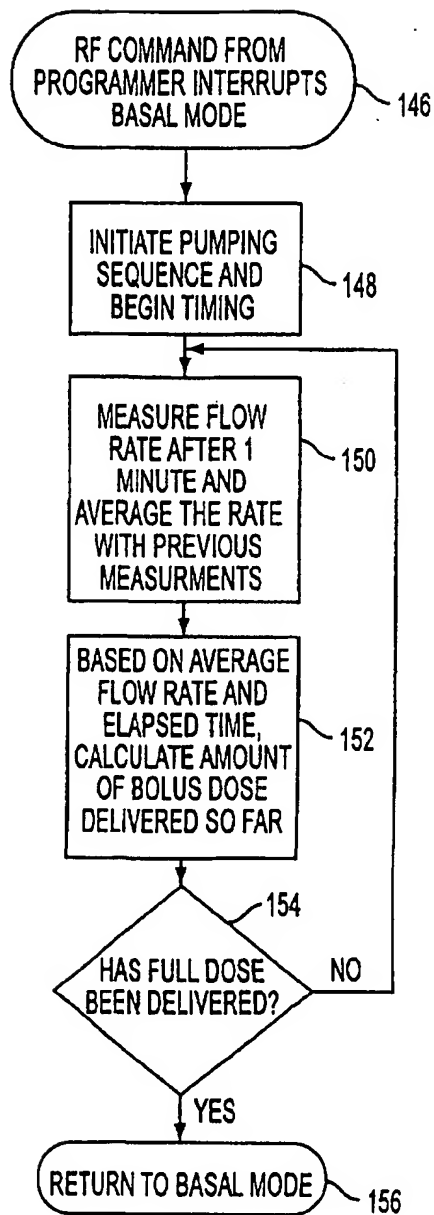 RF COMMAND FROM
PROGRAMMER INTERRUPTS
BASAL MODE
146
INITIATE PUMPING
SEQUENCE AND
BEGIN TIMING
148
MEASURE FLOW
RATE AFTER 1
MINUTE AND
AVERAGE THE RATE
WITH PREVIOUS
MEASURMENTS
150
BASED ON AVERAGE
FLOW RATE AND
ELAPSED TIME,
CALCULATE AMOUNT
OF BOLUS DOSE
DELIVERED SO FAR
152
154
HAS FULL DOSE
BEEN DELIVERED?
NO
YES
RETURN TO BASAL MODE
156